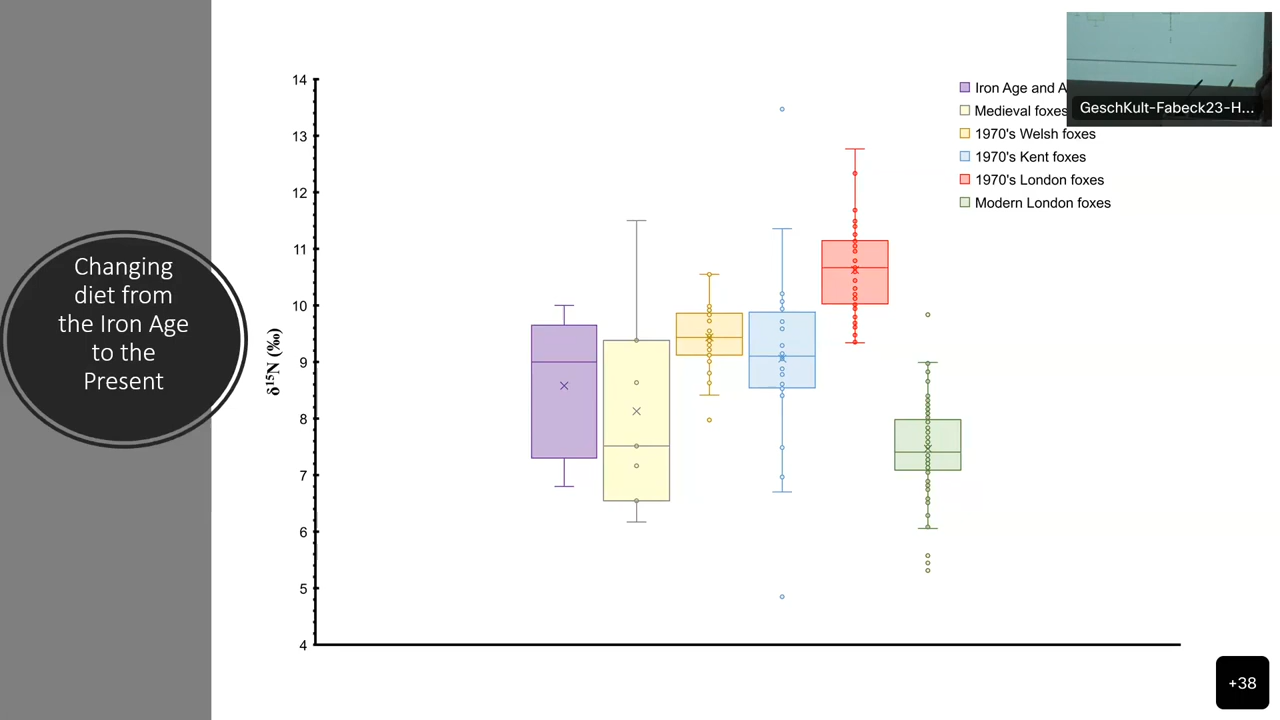 Changing
diet from
the Iron Age
to the
Present
δ¹⁵N (‰)
14
13
12
11
10
9
8
7
6
5
4
Iron Age and A
Medieval foxes
1970's Welsh foxes
1970's Kent foxes
1970's London foxes
Modern London foxes
GeschKult-Fabeck23-H...
+38